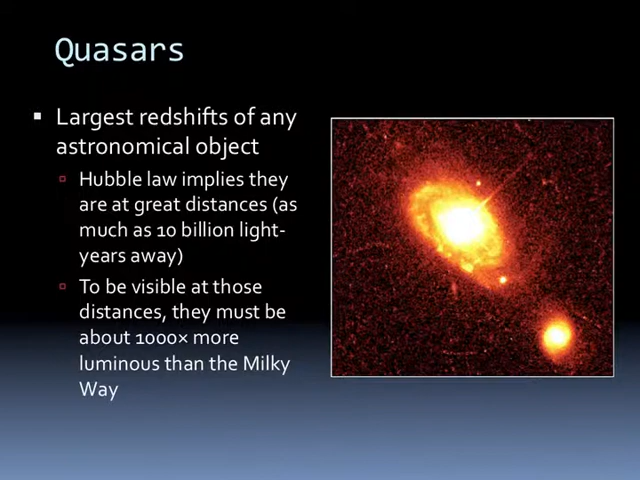 Quasars
▪ Largest redshifts of any
astronomical object
▫ Hubble law implies they
are at great distances (as
much as 10 billion light-
years away)
▫ To be visible at those
distances, they must be
about 1000× more
luminous than the Milky
Way